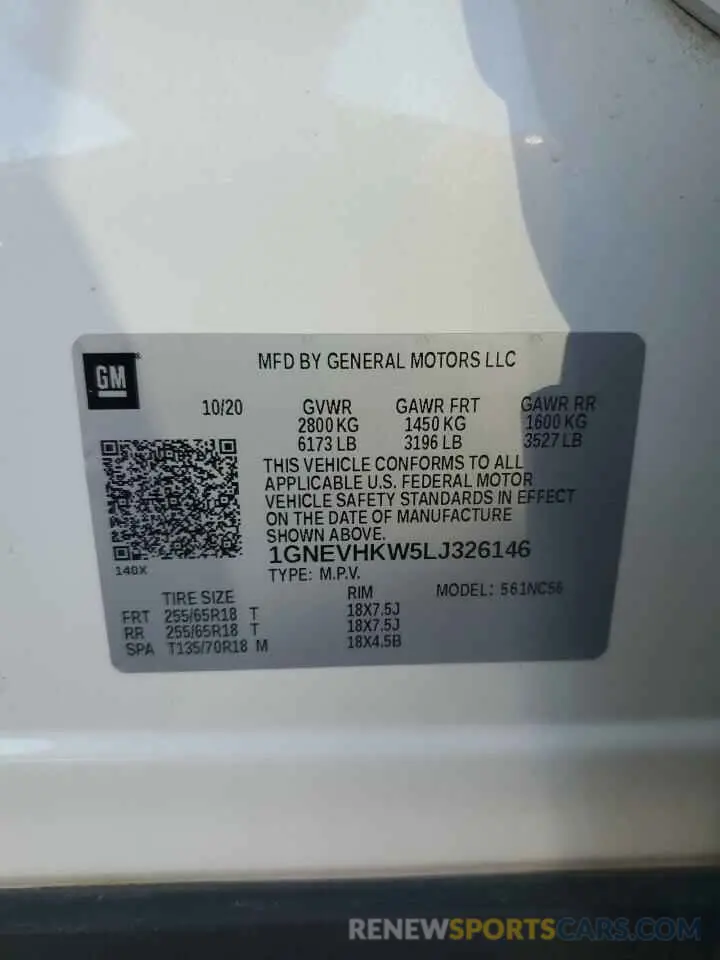 GM
MFD BY GENERAL MOTORS LLC
10/20 GVWR GAWR FRT GAWR RR
2800 KG 1450 KG 1600 KG
6173 LB 3196 LB 3527 LB
THIS VEHICLE CONFORMS TO ALL
APPLICABLE U.S. FEDERAL MOTOR
VEHICLE SAFETY STANDARDS IN EFFECT
ON THE DATE OF MANUFACTURE
SHOWN ABOVE.
1GNEVHKW5LJ326146
140X
TYPE: M.P.V.
TIRE SIZE RIM MODEL: 561NC56
FRT 255/65R18 T 18X7.5J
RR 255/65R18 T 18X7.5J
SPA T135/70R18 M 18X4.5B
RENEWSPORTSCARS.COM